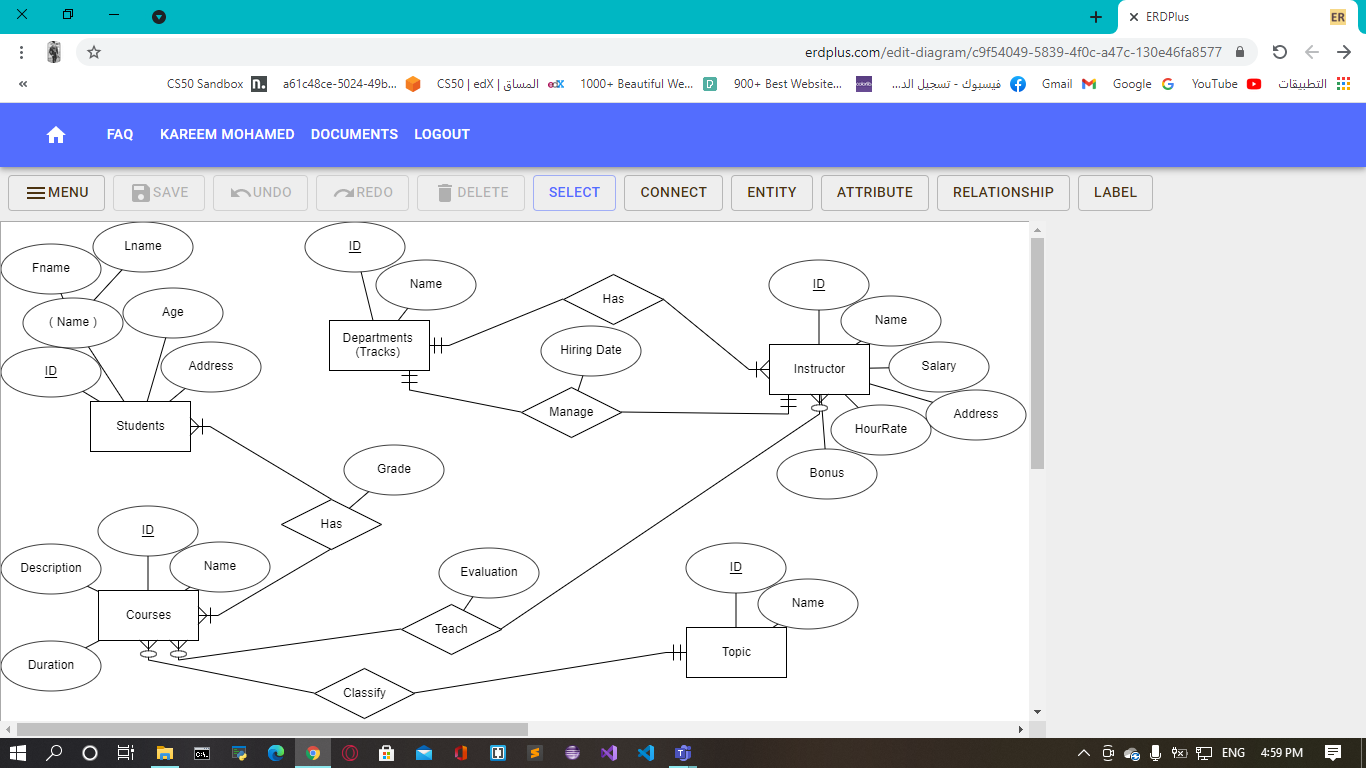 ERDPlus
ER
erdplus.com/edit-diagram/c9f54049-5839-4f0c-a47c-130e46fa8577
«
CS50 Sandbox
n.
a61c48ce-5024-49b...
CS50 | edX | المساق
edX
1000+ Beautiful We...
900+ Best Website...
colorlib
فيسبوك - تسجيل الد...
Gmail
Google
YouTube
التطبيقات
FAQ
KAREEM MOHAMED
DOCUMENTS
LOGOUT
MENU
SAVE
UNDO
REDO
DELETE
SELECT
CONNECT
ENTITY
ATTRIBUTE
RELATIONSHIP
LABEL
Lname
Fname
( Name )
Age
ID
Address
Students
ID
Name
Departments
(Tracks)
Has
Hiring Date
Manage
ID
Name
Instructor
Salary
Address
HourRate
Bonus
Grade
Has
ID
Description
Name
Courses
Duration
Evaluation
Teach
Classify
ID
Name
Topic
ENG
4:59 PM